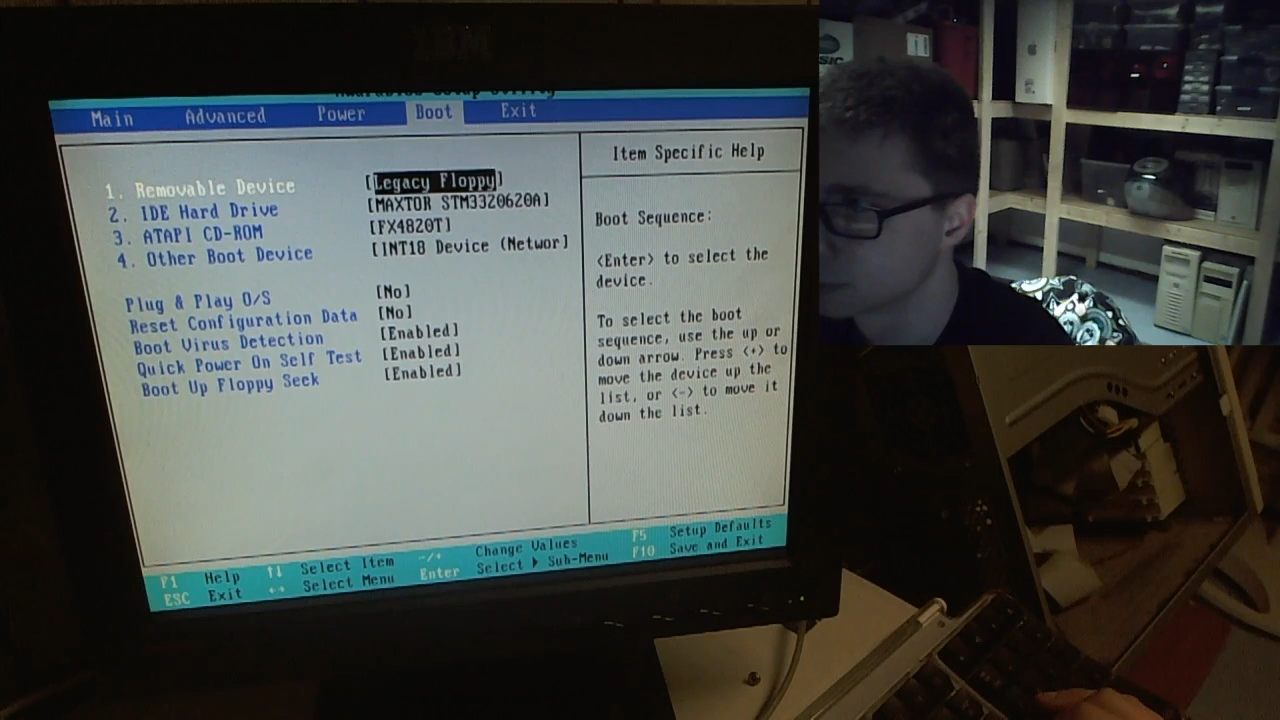 IBM
Main Advanced Power Boot Exit
Item Specific Help
1. Removable Device [Legacy Floppy]
2. IDE Hard Drive [MAXTOR STM3320620A]
3. ATAPI CD-ROM [FX4820T]
4. Other Boot Device [INT18 Device (Networ]
Plug & Play O/S [No]
Reset Configuration Data [No]
Boot Virus Detection [Enabled]
Quick Power On Self Test [Enabled]
Boot Up Floppy Seek [Enabled]
Boot Sequence:
<Enter> to select the
device.
To select the boot
sequence, use the up or
down arrow. Press <+> to
move the device up the
list, or <-> to move it
down the list.
F1 Help ↑↓ Select Item -/+ Change Values F5 Setup Defaults
ESC Exit ←→ Select Menu Enter Select ▶ Sub-Menu F10 Save and Exit